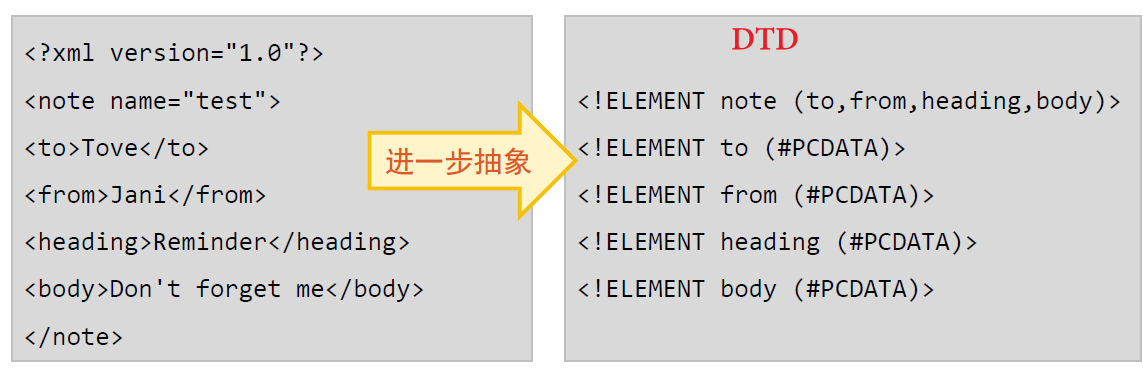 <?xml version="1.0"?>
<note name="test">
<to>Tove</to>
<from>Jani</from>
<heading>Reminder</heading>
<body>Don't forget me</body>
</note>
进一步抽象
DTD
<!ELEMENT note (to,from,heading,body)>
<!ELEMENT to (#PCDATA)>
<!ELEMENT from (#PCDATA)>
<!ELEMENT heading (#PCDATA)>
<!ELEMENT body (#PCDATA)>